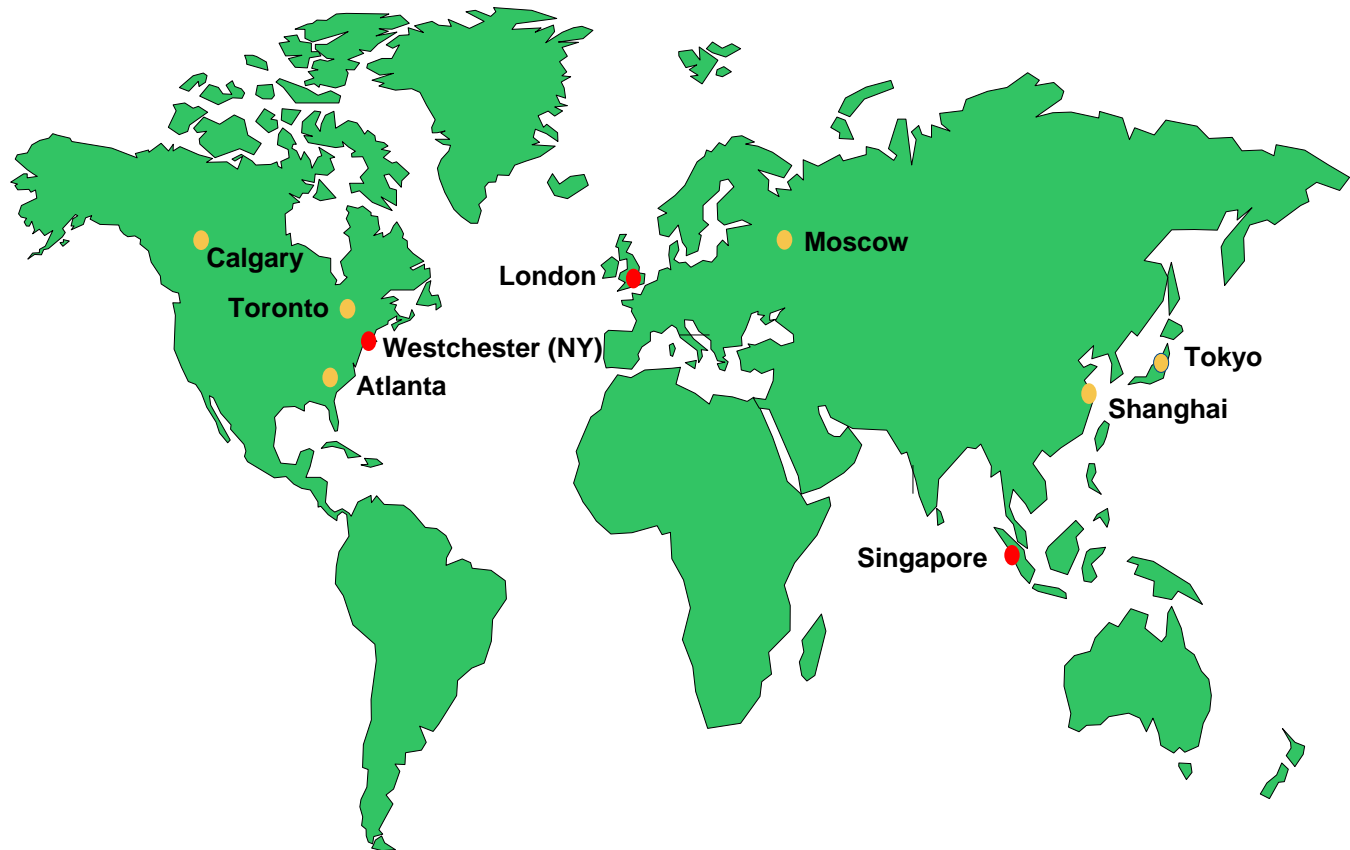 Moscow
Calgary
London
Toronto
Westchester (NY)
Tokyo
Atlanta
Shanghai
Singapore